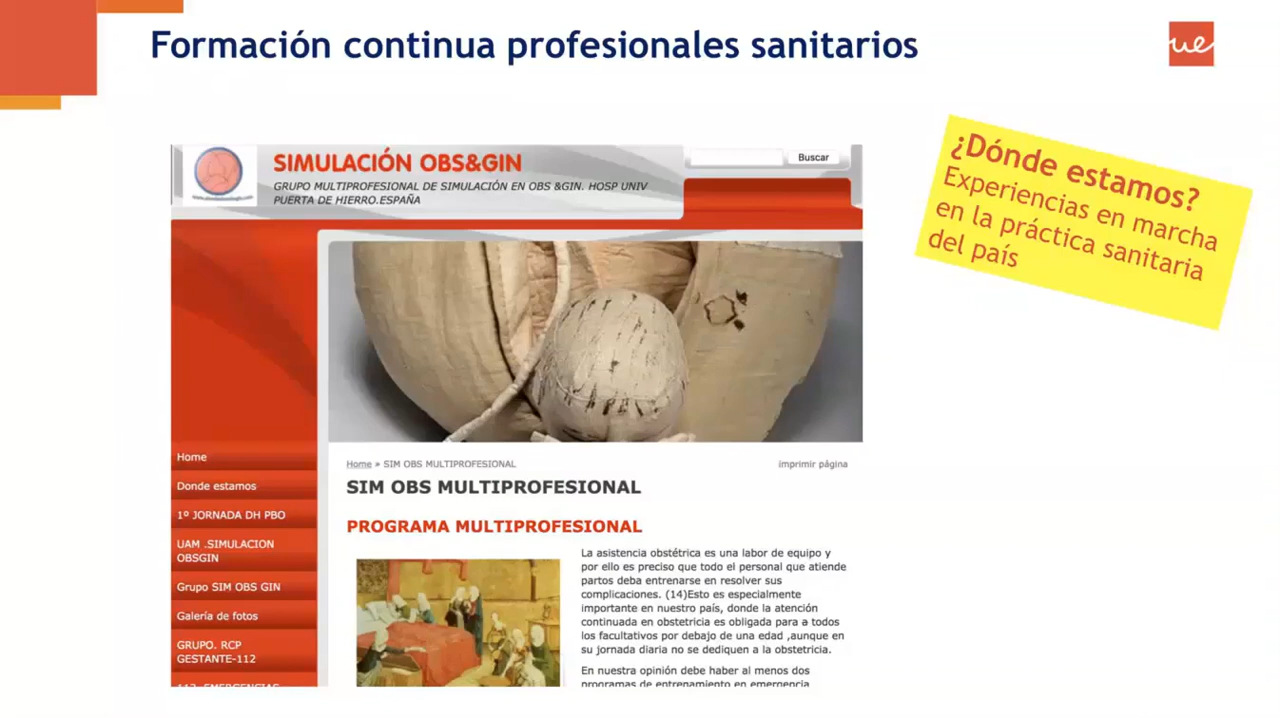 Formación continua profesionales sanitarios
ue
¿Dónde estamos?
Experiencias en marcha
en la práctica sanitaria
del país
SIMULACIÓN OBS&GIN
GRUPO MULTIPROFESIONAL DE SIMULACIÓN EN OBS &GIN. HOSP UNIV
PUERTA DE HIERRO.ESPAÑA
Buscar
Home
Donde estamos
1º JORNADA DH PBO
UAM .SIMULACION
OBSGIN
Grupo SIM OBS GIN
Galería de fotos
GRUPO. RCP
GESTANTE-112
112. EMERGENCIAS
Home » SIM OBS MULTIPROFESIONAL
imprimir página
SIM OBS MULTIPROFESIONAL
PROGRAMA MULTIPROFESIONAL
La asistencia obstétrica es una labor de equipo y
por ello es preciso que todo el personal que atiende
partos deba entrenarse en resolver sus
complicaciones. (14)Esto es especialmente
importante en nuestro país, donde la atención
continuada en obstetricia es obligada para a todos
los facultativos por debajo de una edad ,aunque en
su jornada diaria no se dediquen a la obstetricia.
En nuestra opinión debe haber al menos dos
programas de entrenamiento en emergencia